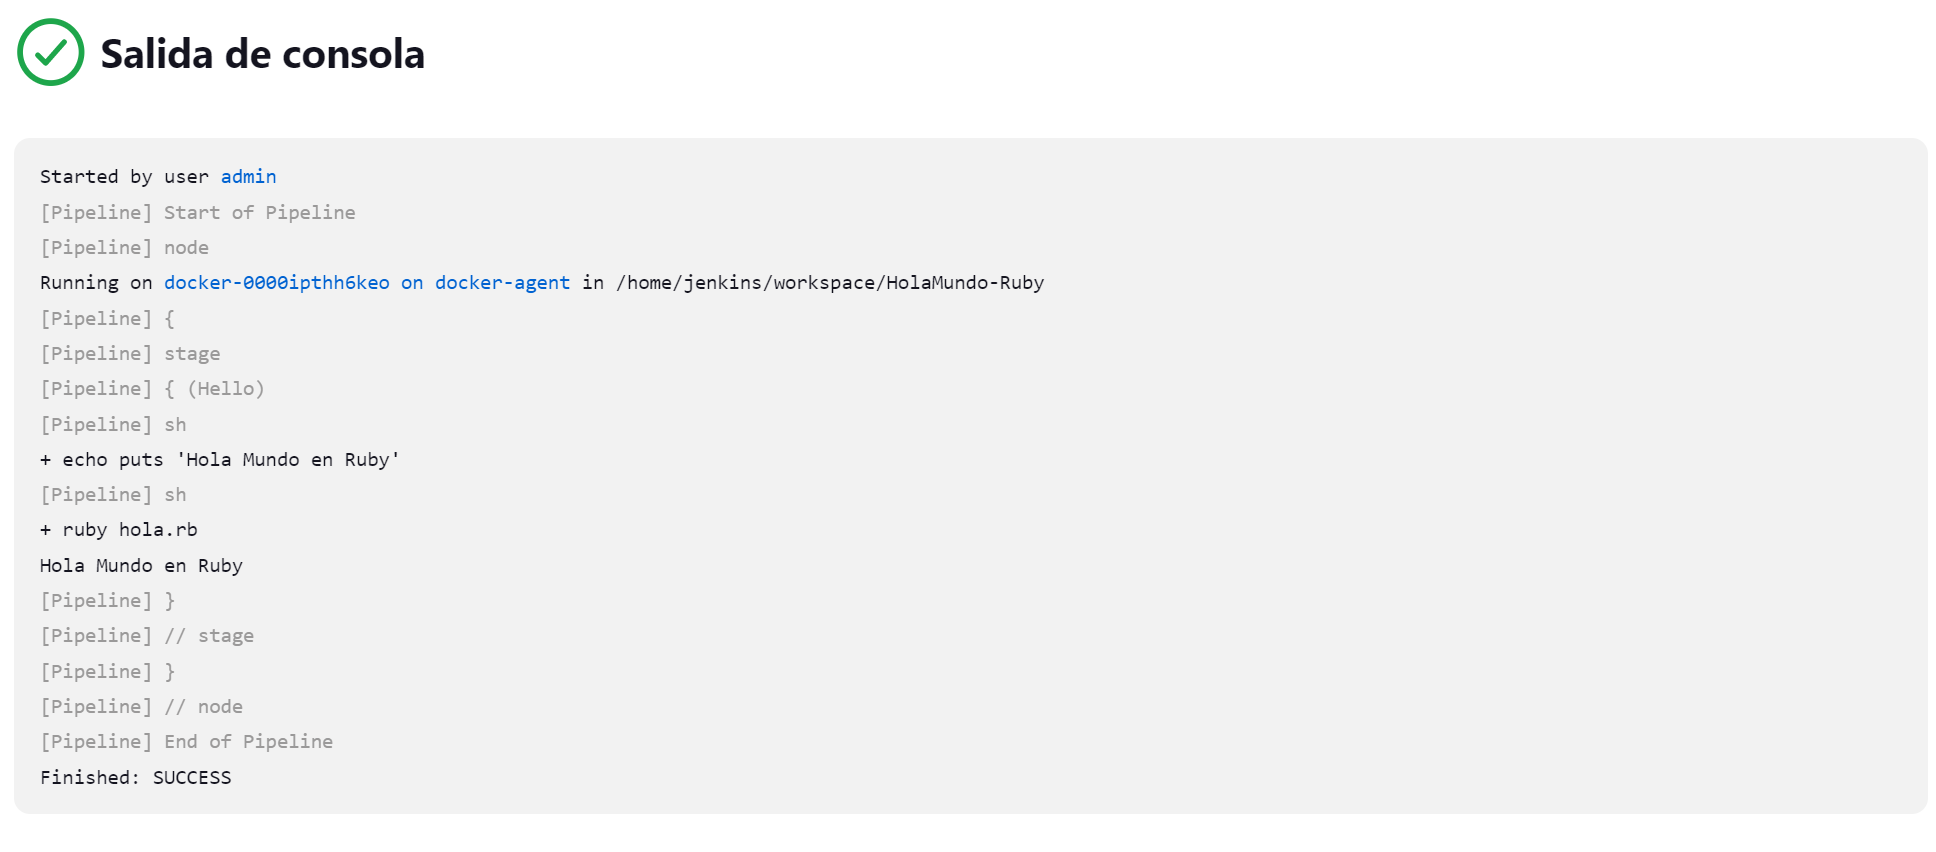 Salida de consola
Started by user admin
[Pipeline] Start of Pipeline
[Pipeline] node
Running on docker-0000ipthh6keo on docker-agent in /home/jenkins/workspace/HolaMundo-Ruby
[Pipeline] {
[Pipeline] stage
[Pipeline] { (Hello)
[Pipeline] sh
+ echo puts 'Hola Mundo en Ruby'
[Pipeline] sh
+ ruby hola.rb
Hola Mundo en Ruby
[Pipeline] }
[Pipeline] // stage
[Pipeline] }
[Pipeline] // node
[Pipeline] End of Pipeline
Finished: SUCCESS